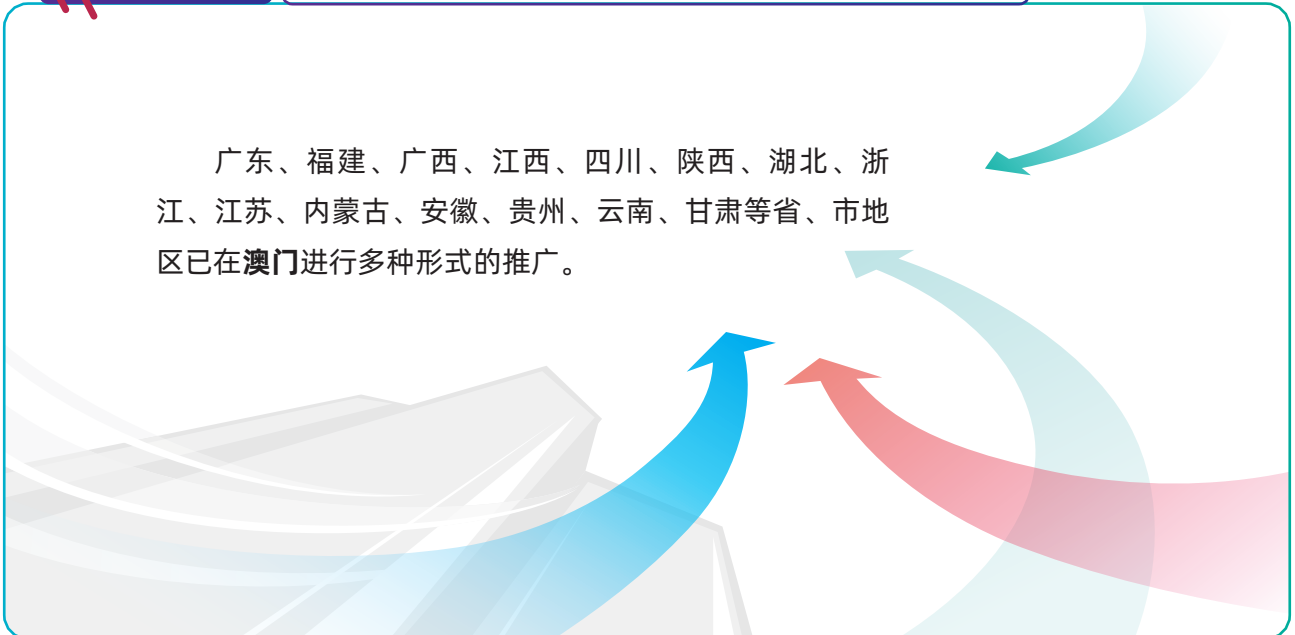 广东、福建、广西、江西、四川、陕西、湖北、浙
江、江苏、内蒙古、安徽、贵州、云南、甘肃等省、市地
区已在澳门进行多种形式的推广。